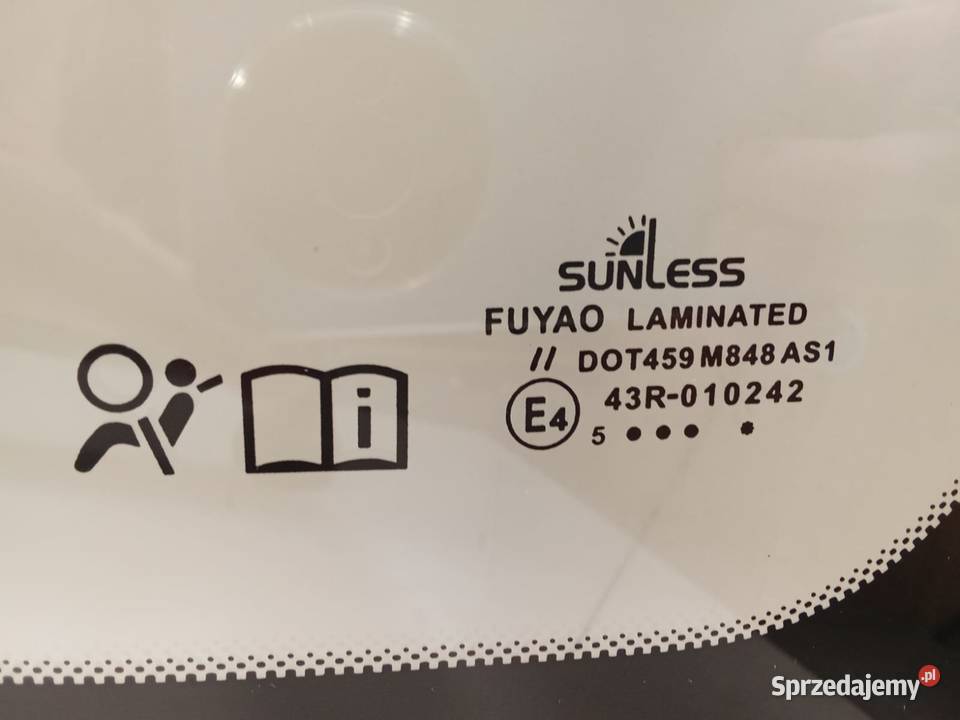 SUNLESS
FUYAO LAMINATED
// DOT459 M848 AS1
E4 43R-010242
5 ● ● ● ✱
i
Sprzedajemy.pl